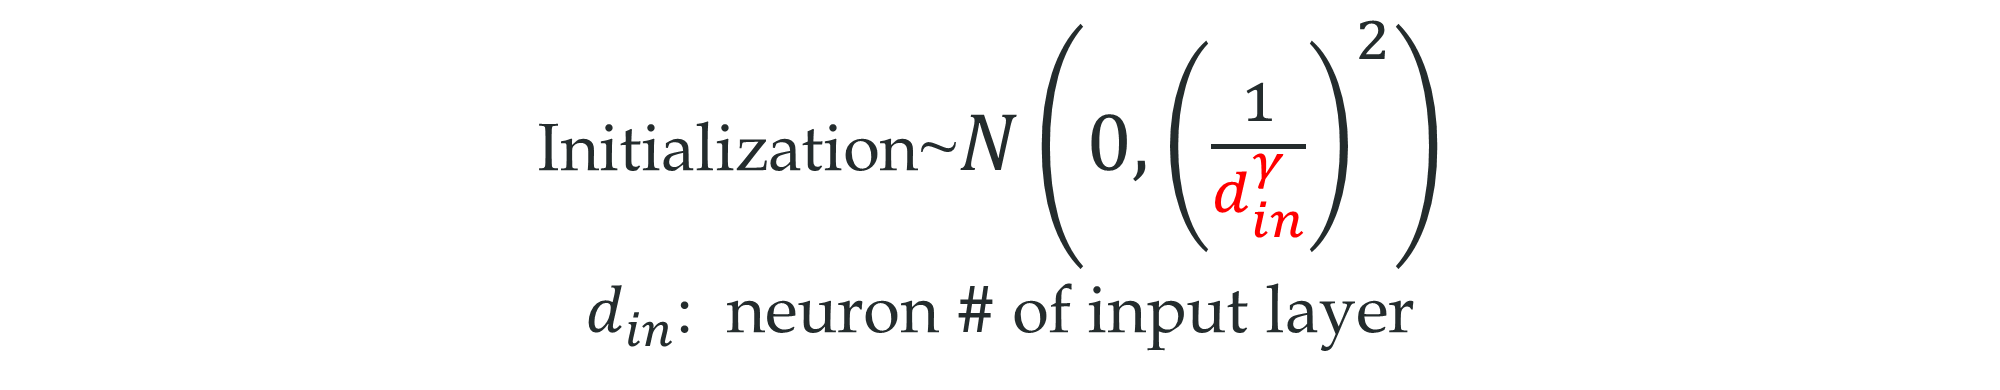 Initialization~N(0, (1/d_in^γ)^2)
d_in: neuron # of input layer